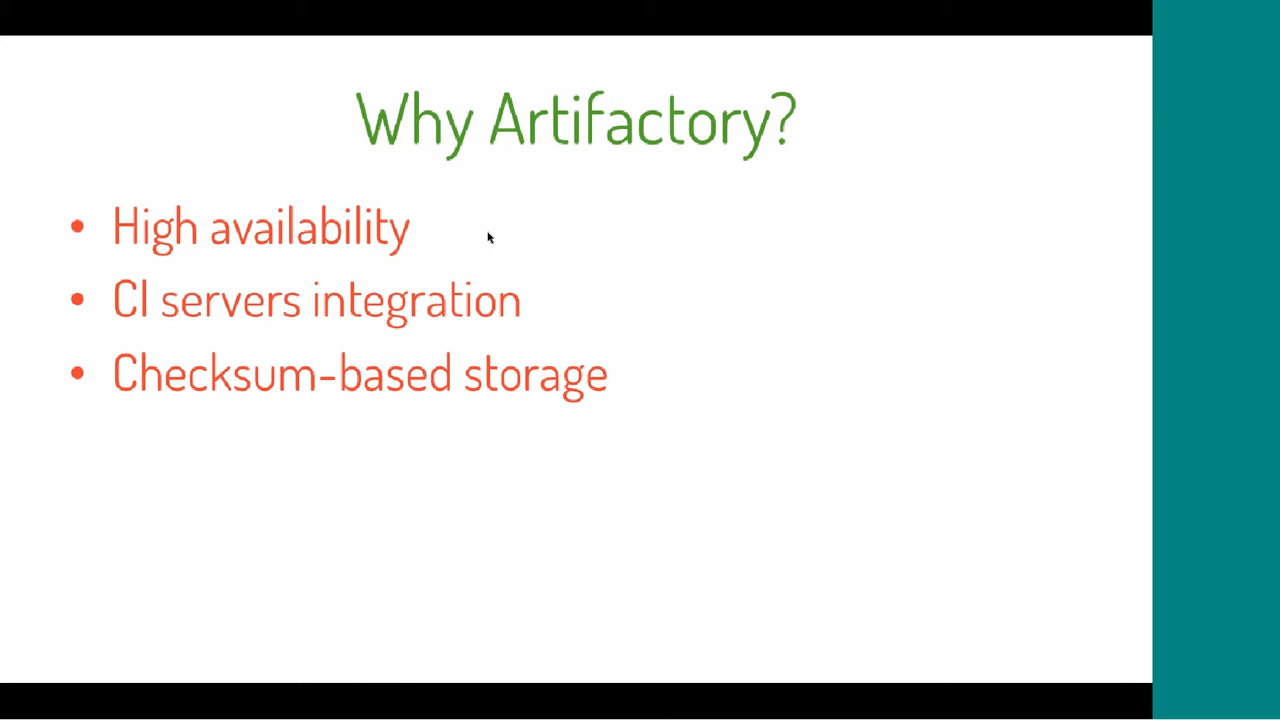 Why Artifactory?
• High availability
• CI servers integration
• Checksum-based storage